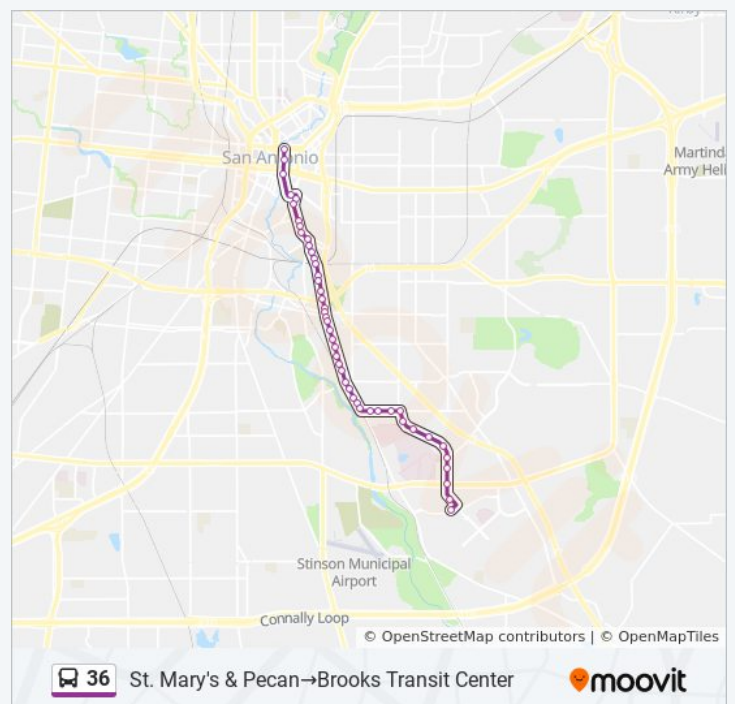 San Antonio
Martind
Army Heli
Stinson Municipal
Airport
Connally Loop
© OpenStreetMap contributors | © OpenMapTiles
36 St. Mary's & Pecan→Brooks Transit Center
moovit